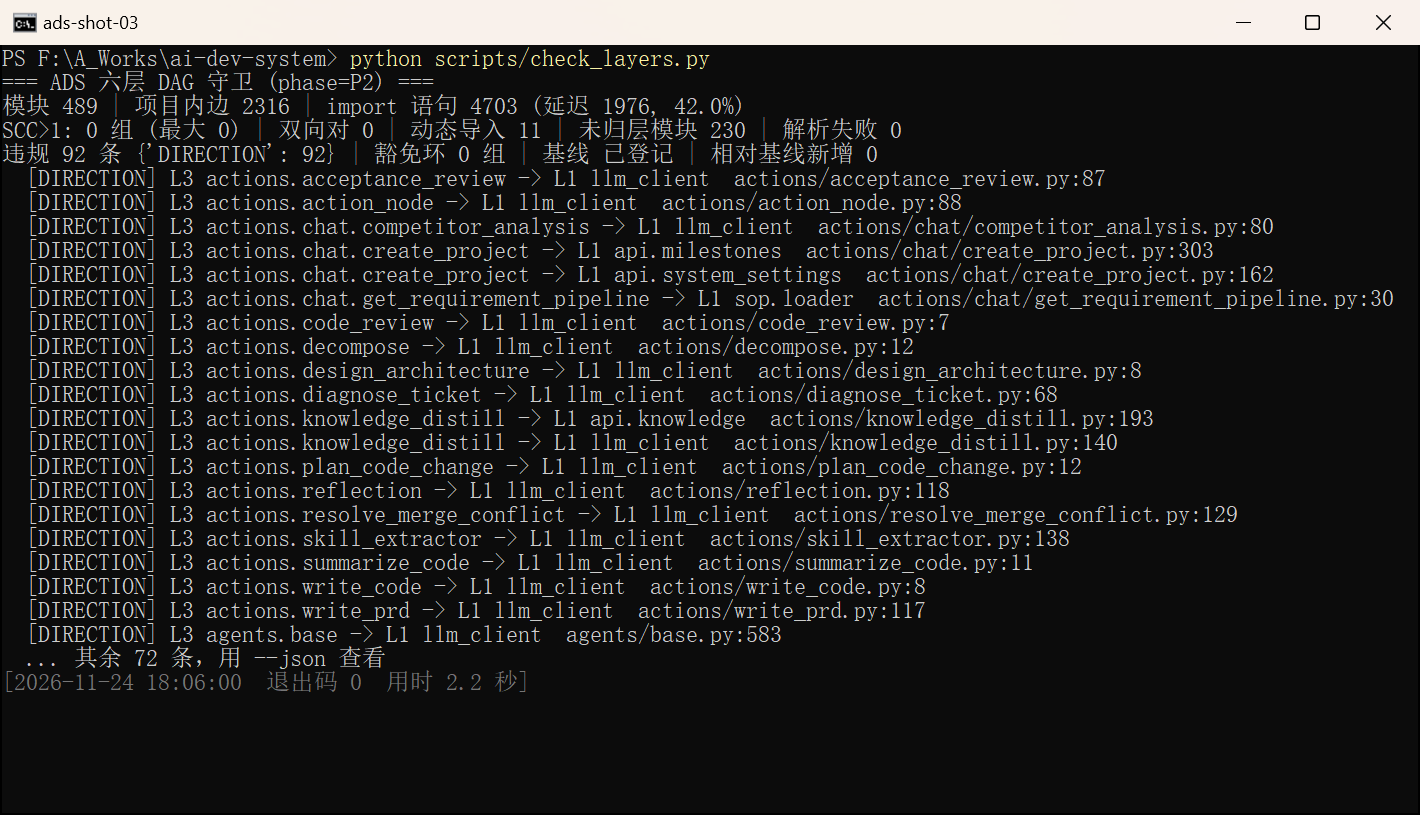 ads-shot-03
PS F:\A_Works\ai-dev-system> python scripts/check_layers.py
=== ADS 六层 DAG 守卫 (phase=P2) ===
模块 489 | 项目内边 2316 | import 语句 4703 (延迟 1976, 42.0%)
SCC>1: 0 组 (最大 0) | 双向对 0 | 动态导入 11 | 未归层模块 230 | 解析失败 0
违规 92 条 {'DIRECTION': 92} | 豁免环 0 组 | 基线 已登记 | 相对基线新增 0
[DIRECTION] L3 actions.acceptance_review -> L1 llm_client  actions/acceptance_review.py:87
[DIRECTION] L3 actions.action_node -> L1 llm_client  actions/action_node.py:88
[DIRECTION] L3 actions.chat.competitor_analysis -> L1 llm_client  actions/chat/competitor_analysis.py:80
[DIRECTION] L3 actions.chat.create_project -> L1 api.milestones  actions/chat/create_project.py:303
[DIRECTION] L3 actions.chat.create_project -> L1 api.system_settings  actions/chat/create_project.py:162
[DIRECTION] L3 actions.chat.get_requirement_pipeline -> L1 sop.loader  actions/chat/get_requirement_pipeline.py:30
[DIRECTION] L3 actions.code_review -> L1 llm_client  actions/code_review.py:7
[DIRECTION] L3 actions.decompose -> L1 llm_client  actions/decompose.py:12
[DIRECTION] L3 actions.design_architecture -> L1 llm_client  actions/design_architecture.py:8
[DIRECTION] L3 actions.diagnose_ticket -> L1 llm_client  actions/diagnose_ticket.py:68
[DIRECTION] L3 actions.knowledge_distill -> L1 api.knowledge  actions/knowledge_distill.py:193
[DIRECTION] L3 actions.knowledge_distill -> L1 llm_client  actions/knowledge_distill.py:140
[DIRECTION] L3 actions.plan_code_change -> L1 llm_client  actions/plan_code_change.py:12
[DIRECTION] L3 actions.reflection -> L1 llm_client  actions/reflection.py:118
[DIRECTION] L3 actions.resolve_merge_conflict -> L1 llm_client  actions/resolve_merge_conflict.py:129
[DIRECTION] L3 actions.skill_extractor -> L1 llm_client  actions/skill_extractor.py:138
[DIRECTION] L3 actions.summarize_code -> L1 llm_client  actions/summarize_code.py:11
[DIRECTION] L3 actions.write_code -> L1 llm_client  actions/write_code.py:8
[DIRECTION] L3 actions.write_prd -> L1 llm_client  actions/write_prd.py:117
[DIRECTION] L3 agents.base -> L1 llm_client  agents/base.py:583
... 其余 72 条, 用 --json 查看
[2026-11-24 18:06:00  退出码 0  用时 2.2 秒]